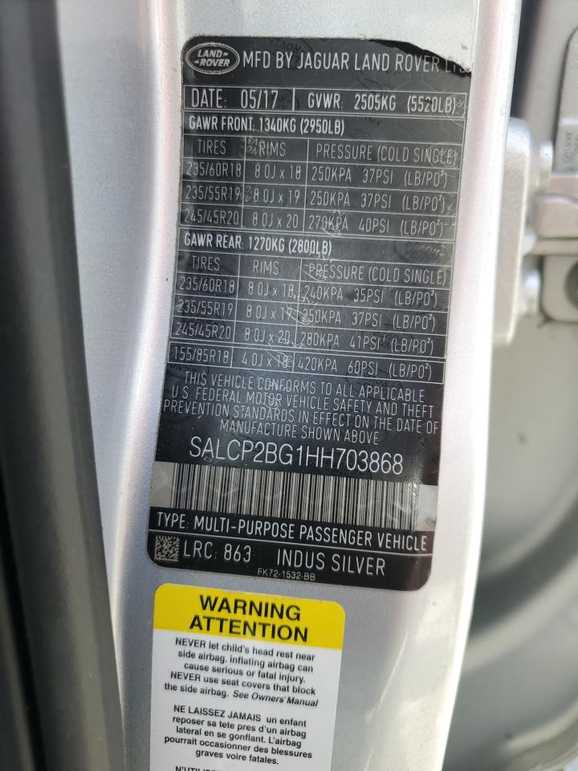 LAND ROVER
MFD BY JAGUAR LAND ROVER LTD
DATE: 05/17 GVWR: 2505KG (5520LB)
GAWR FRONT: 1340KG (2950LB)
TIRES RIMS PRESSURE (COLD SINGLE)
235/60R18 8.0J x 18 250KPA 37PSI (LB/PO²)
235/55R19 8.0J x 19 250KPA 37PSI (LB/PO²)
245/45R20 8.0J x 20 270KPA 40PSI (LB/PO²)
GAWR REAR: 1270KG (2800LB)
TIRES RIMS PRESSURE (COLD SINGLE)
235/60R18 8.0J x 18 240KPA 35PSI (LB/PO²)
235/55R19 8.0J x 19 250KPA 37PSI (LB/PO²)
245/45R20 8.0J x 20 280KPA 41PSI (LB/PO²)
155/85R18 4.0J x 18 420KPA 60PSI (LB/PO²)
THIS VEHICLE CONFORMS TO ALL APPLICABLE
U.S. FEDERAL MOTOR VEHICLE SAFETY AND THEFT
PREVENTION STANDARDS IN EFFECT ON THE DATE OF
MANUFACTURE SHOWN ABOVE.
SALCP2BG1HH703868
TYPE: MULTI-PURPOSE PASSENGER VEHICLE
LRC: 863 INDUS SILVER
FK72-1532-BB
WARNING
ATTENTION
NEVER let child's head rest near
side airbag. inflating airbag can
cause serious or fatal injury.
NEVER use seat covers that block
the side airbag. See Owners' Manual
NE LAISSEZ JAMAIS un enfant
reposer sa tete pres d'un airbag
lateral en se gonflant. L'airbag
pourrait occasionner des blessures
graves voire fatales.